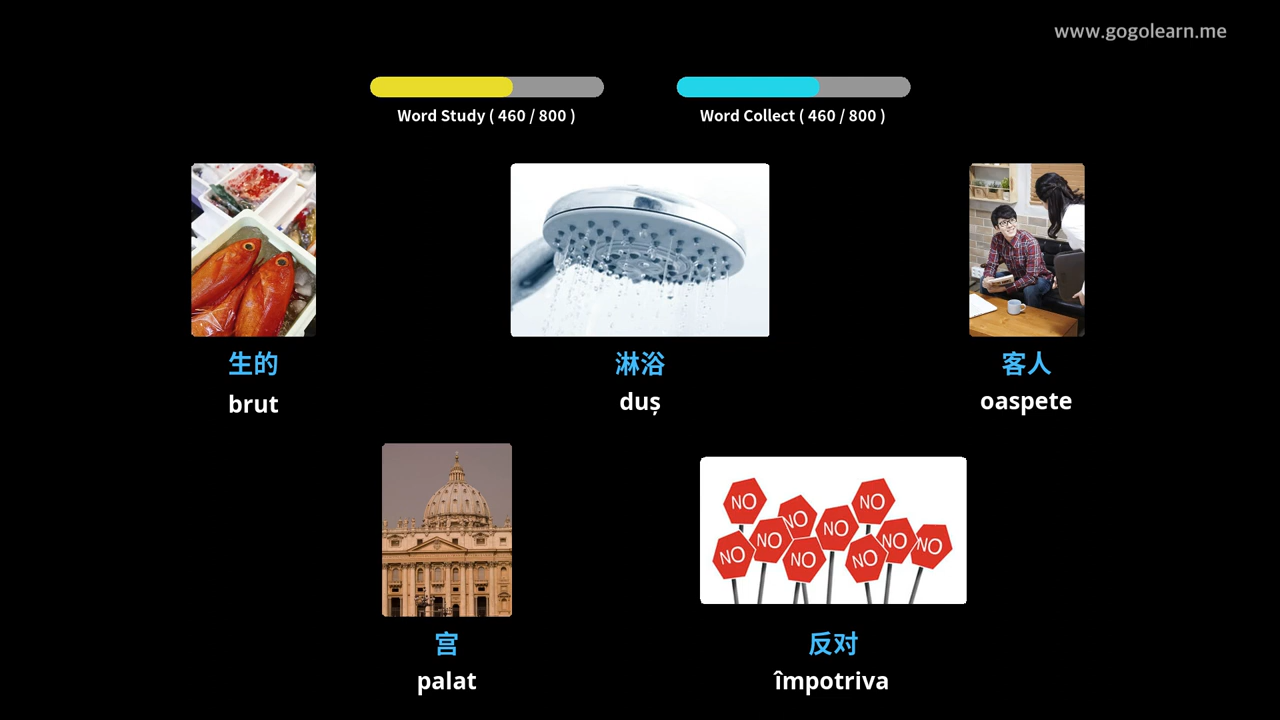 www.gogolearn.me
Word Study ( 460 / 800 )
Word Collect ( 460 / 800 )
生的
brut
淋浴
duș
客人
oaspete
NO
NO
NO
NO
NO
NO
NO
NO
NO
NO
宫
palat
反对
împotriva